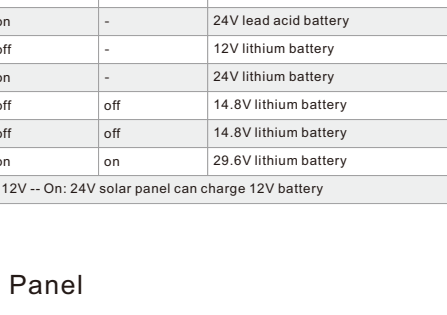 on - 24V lead acid battery
off - 12V lithium battery
on - 24V lithium battery
off off 14.8V lithium battery
off off 14.8V lithium battery
on on 29.6V lithium battery
12V -- On: 24V solar panel can charge 12V battery
Panel